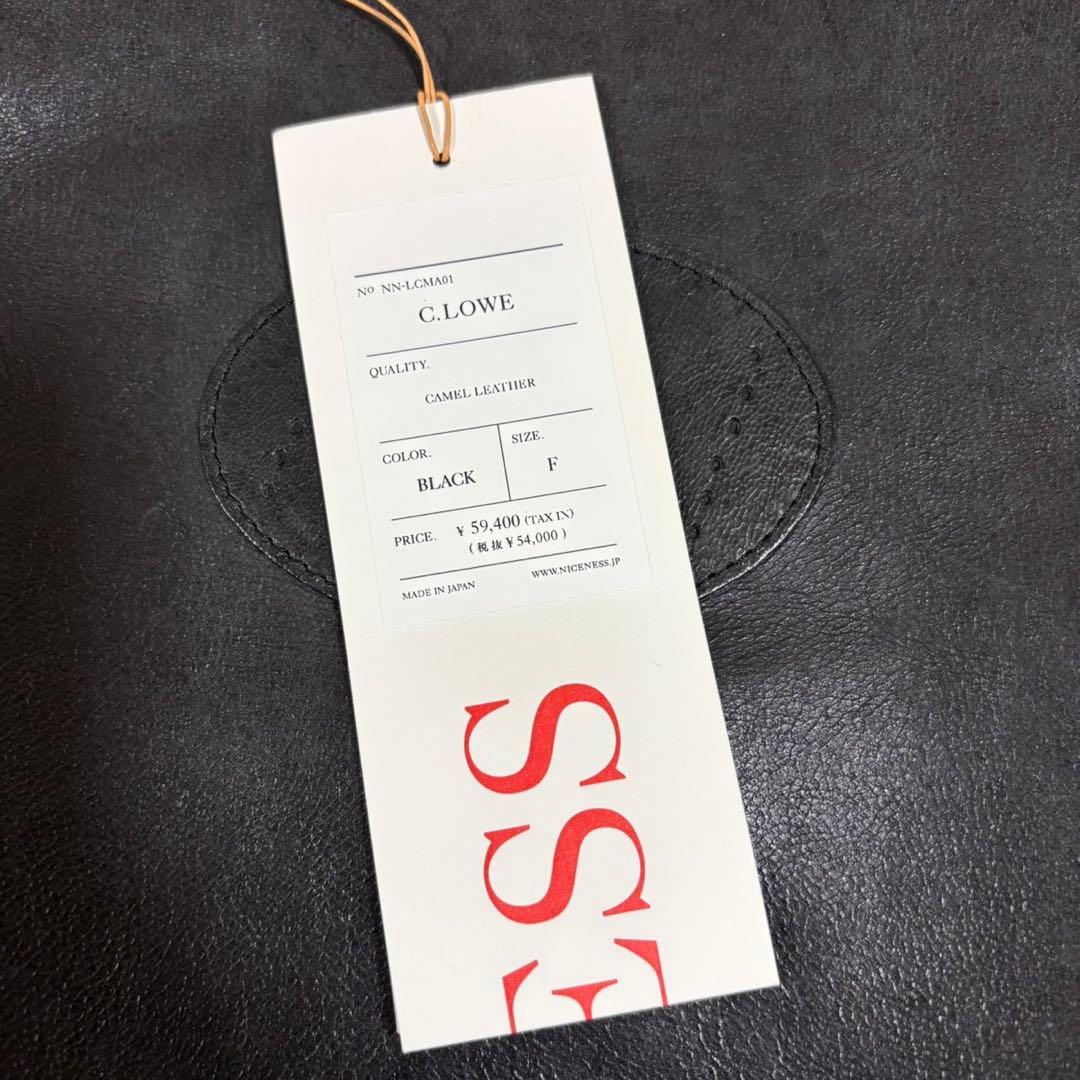 No NN-LCMA01
C.LOWE
QUALITY.
CAMEL LEATHER
COLOR.
BLACK
SIZE.
F
PRICE. ¥ 59,400 (TAX IN)
(税抜¥54,000)
MADE IN JAPAN
WWW.NICENESS.JP
ESS